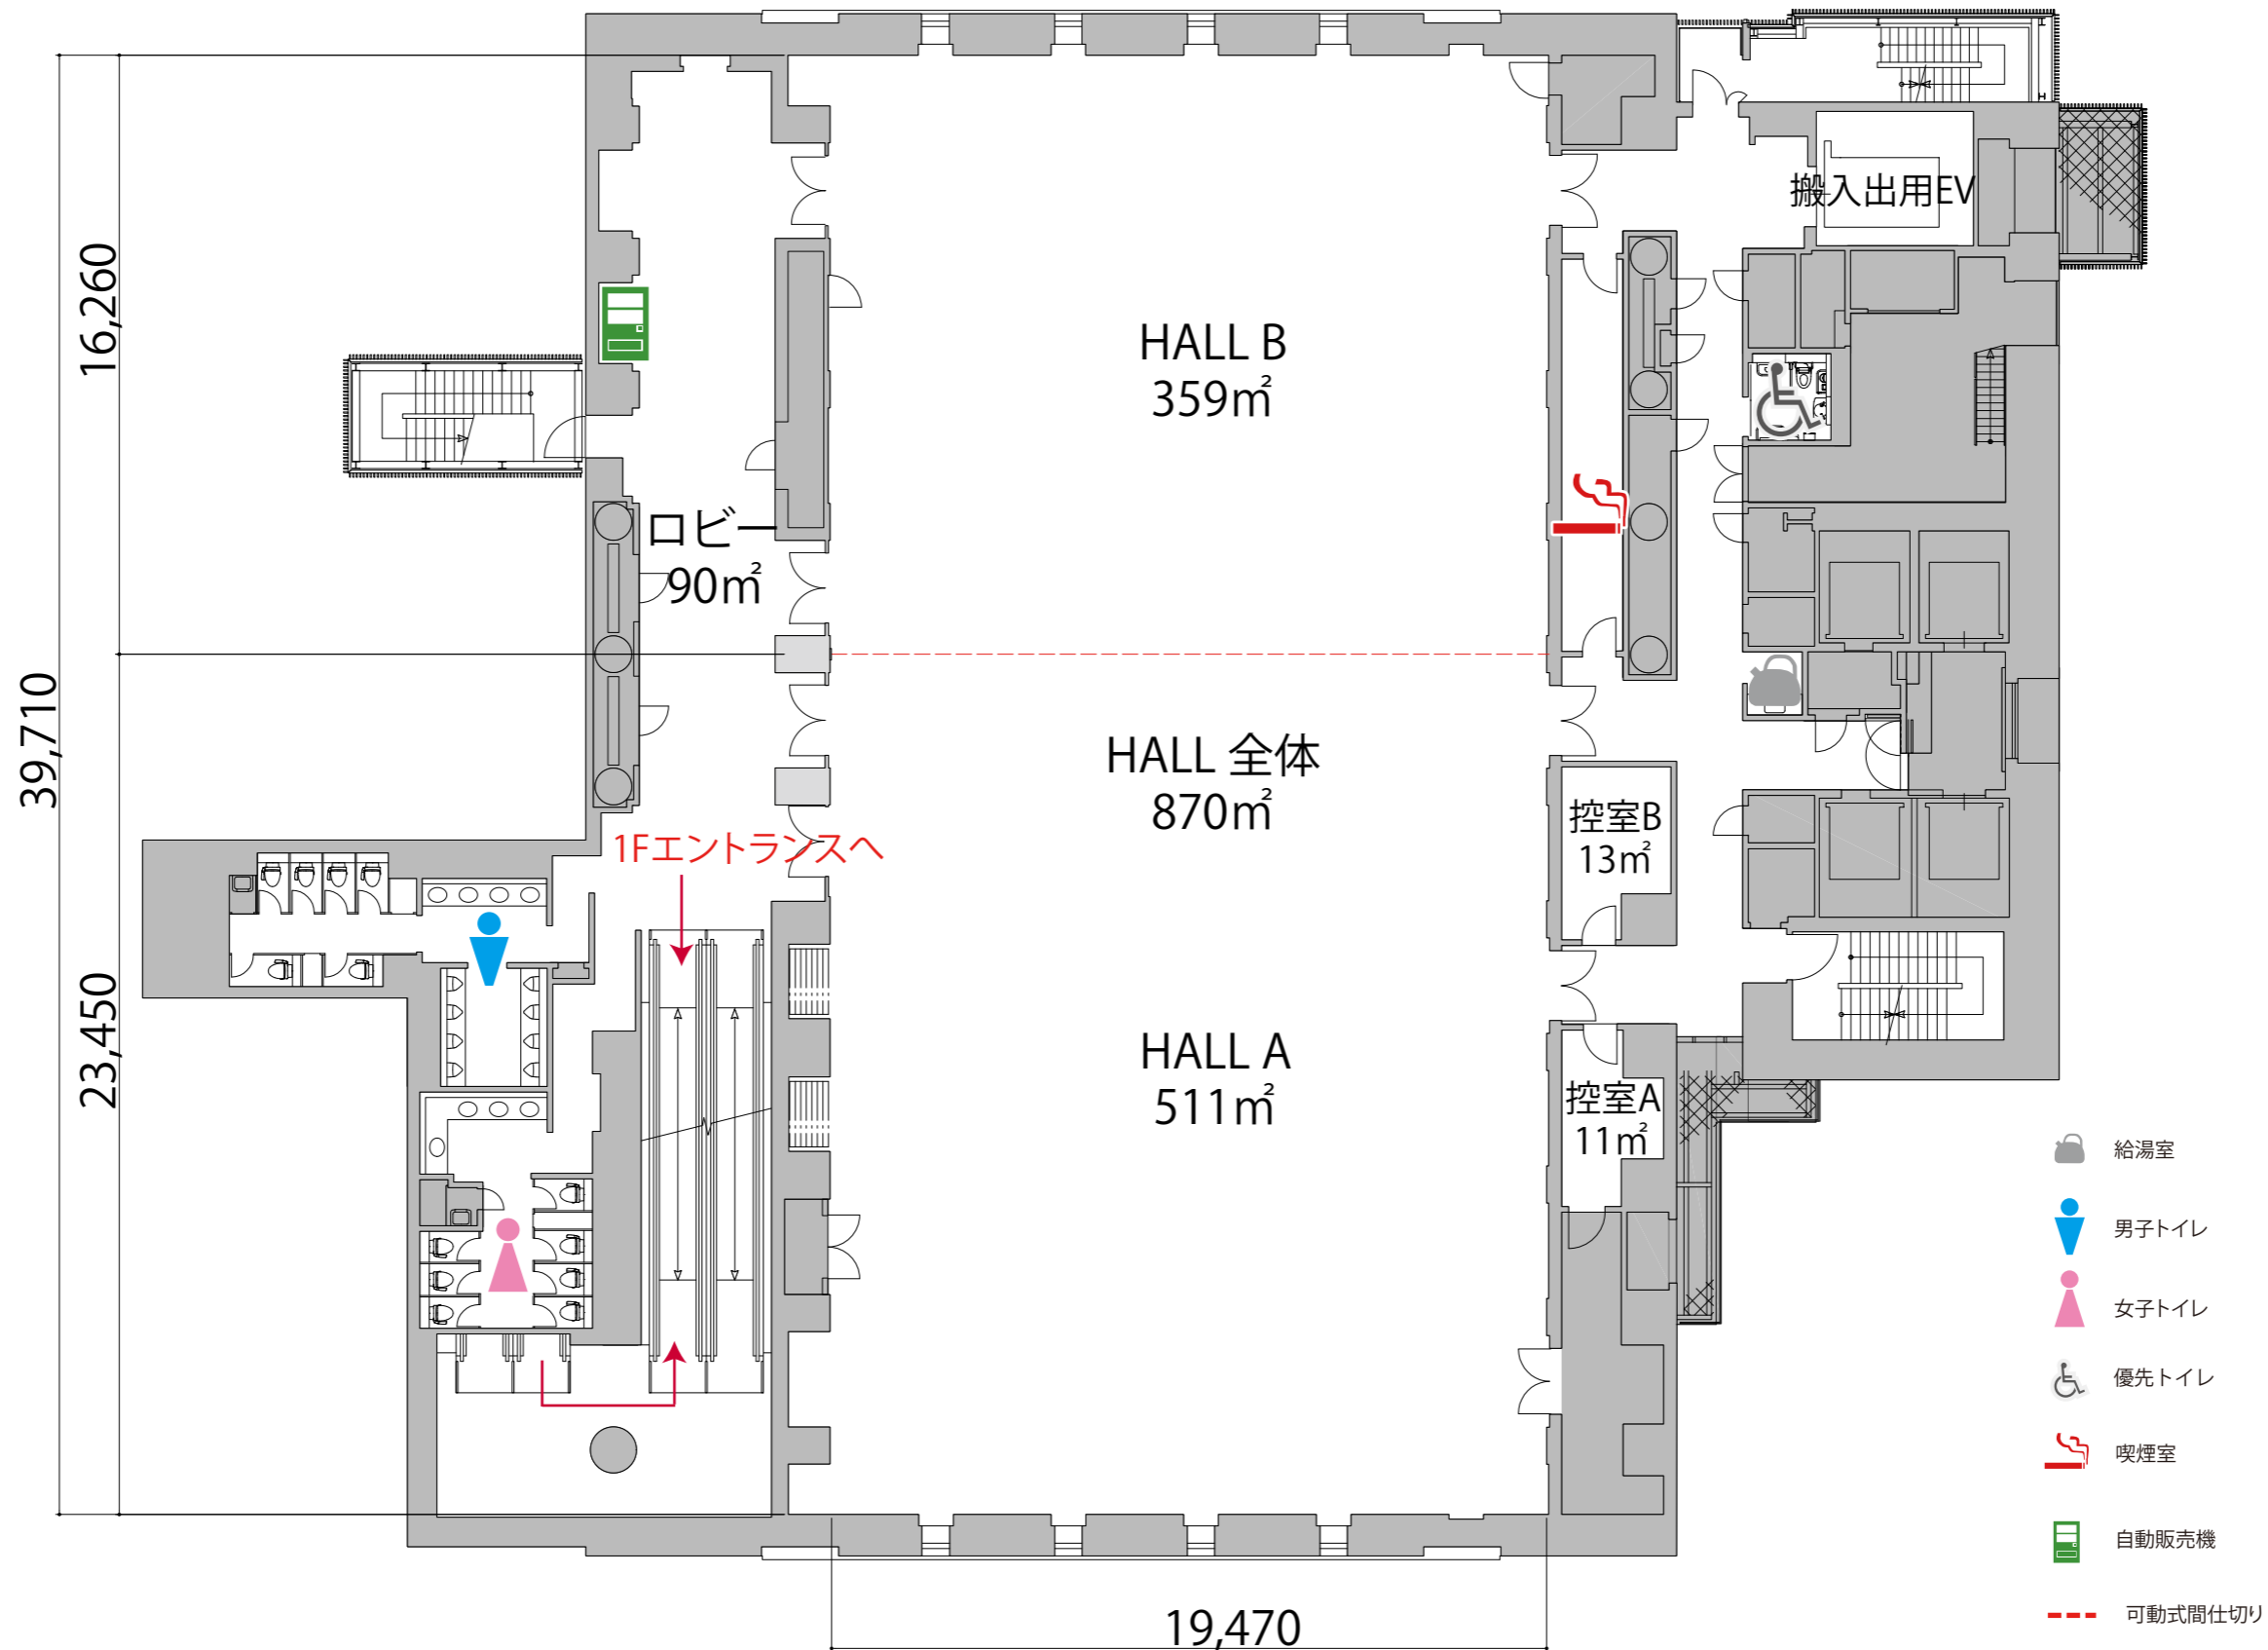 搬入出用EV
16,260
HALL B
359㎡
ロビー
90㎡
39,710
HALL 全体
870㎡
控室B
13㎡
1Fエントランスへ
23,450
HALL A
511㎡
控室A
11㎡
給湯室
男子トイレ
女子トイレ
優先トイレ
喫煙室
自動販売機
可動式間仕切り
19,470